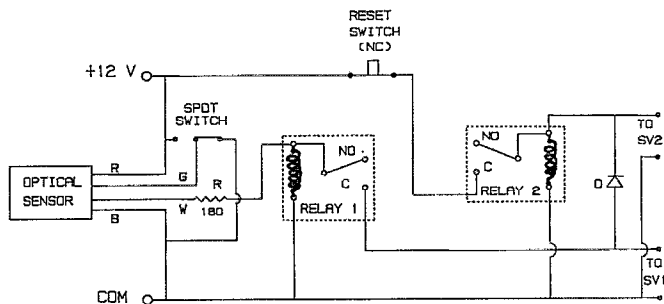 RESET
SWITCH
(NC)
+12 V
SPDT
SWITCH
R
OPTICAL
SENSOR
G
W
R
180
B
NO
C
RELAY 1
NO
C
RELAY 2
D
TO
SV2
TO
SV1
COM